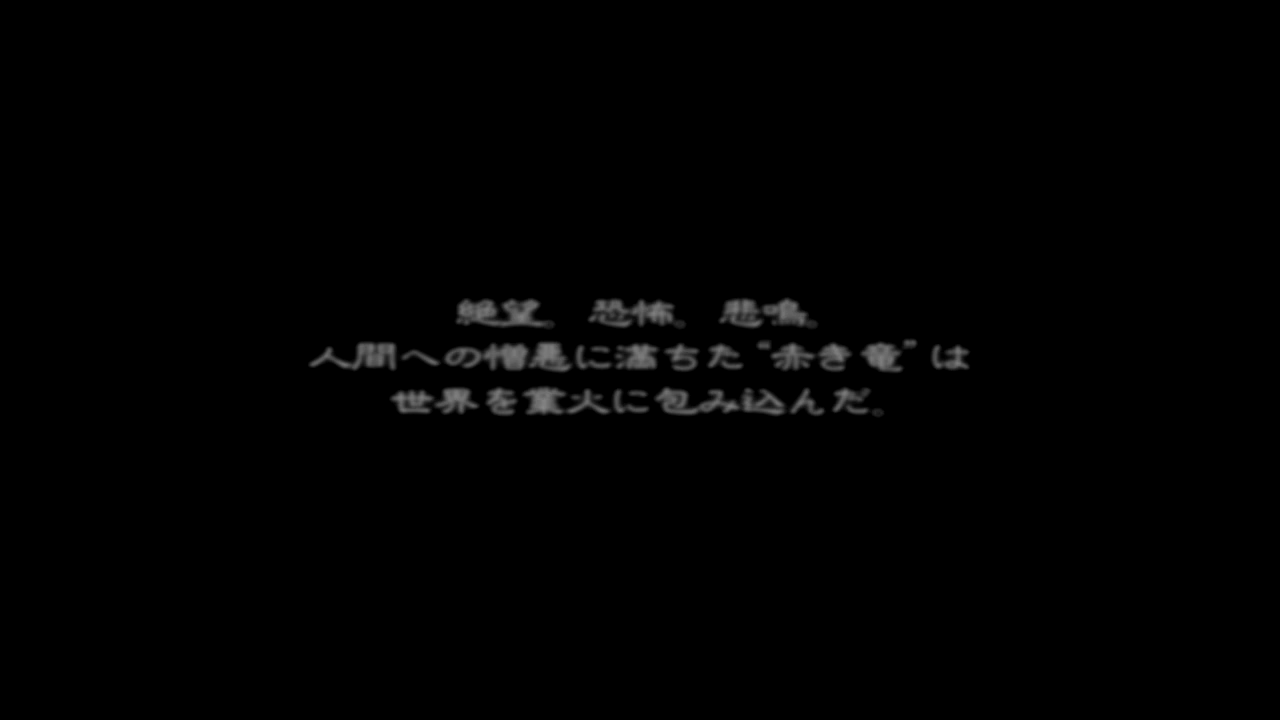 絶望。 恐怖。 悲鳴。
人間への憎悪に満ちた“赤き竜”は
世界を業火に包み込んだ。